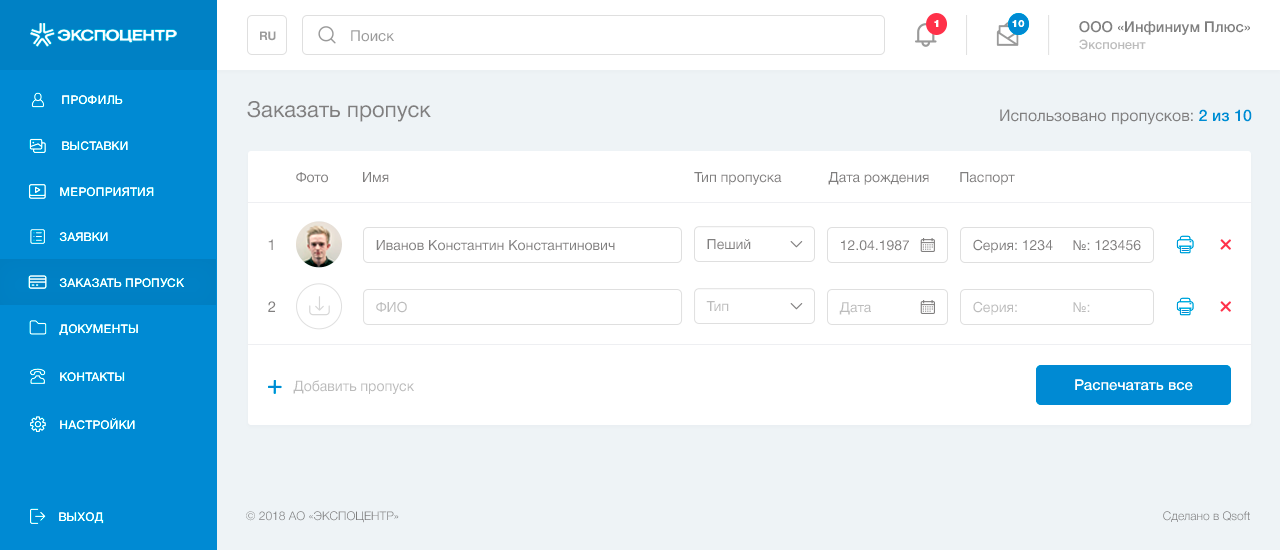 ЭКСПОЦЕНТР
RU
Поиск
1
10
ООО «Инфиниум Плюс»
Экспонент
ПРОФИЛЬ
ВЫСТАВКИ
МЕРОПРИЯТИЯ
ЗАЯВКИ
ЗАКАЗАТЬ ПРОПУСК
ДОКУМЕНТЫ
КОНТАКТЫ
НАСТРОЙКИ
ВЫХОД
Заказать пропуск
Использовано пропусков: 2 из 10
Фото Имя Тип пропуска Дата рождения Паспорт
1 Иванов Константин Константинович Пеший 12.04.1987 Серия: 1234 №: 123456
2 ФИО Тип Дата Серия: №:
Добавить пропуск
Распечатать все
© 2018 АО «ЭКСПОЦЕНТР»
Сделано в Qsoft